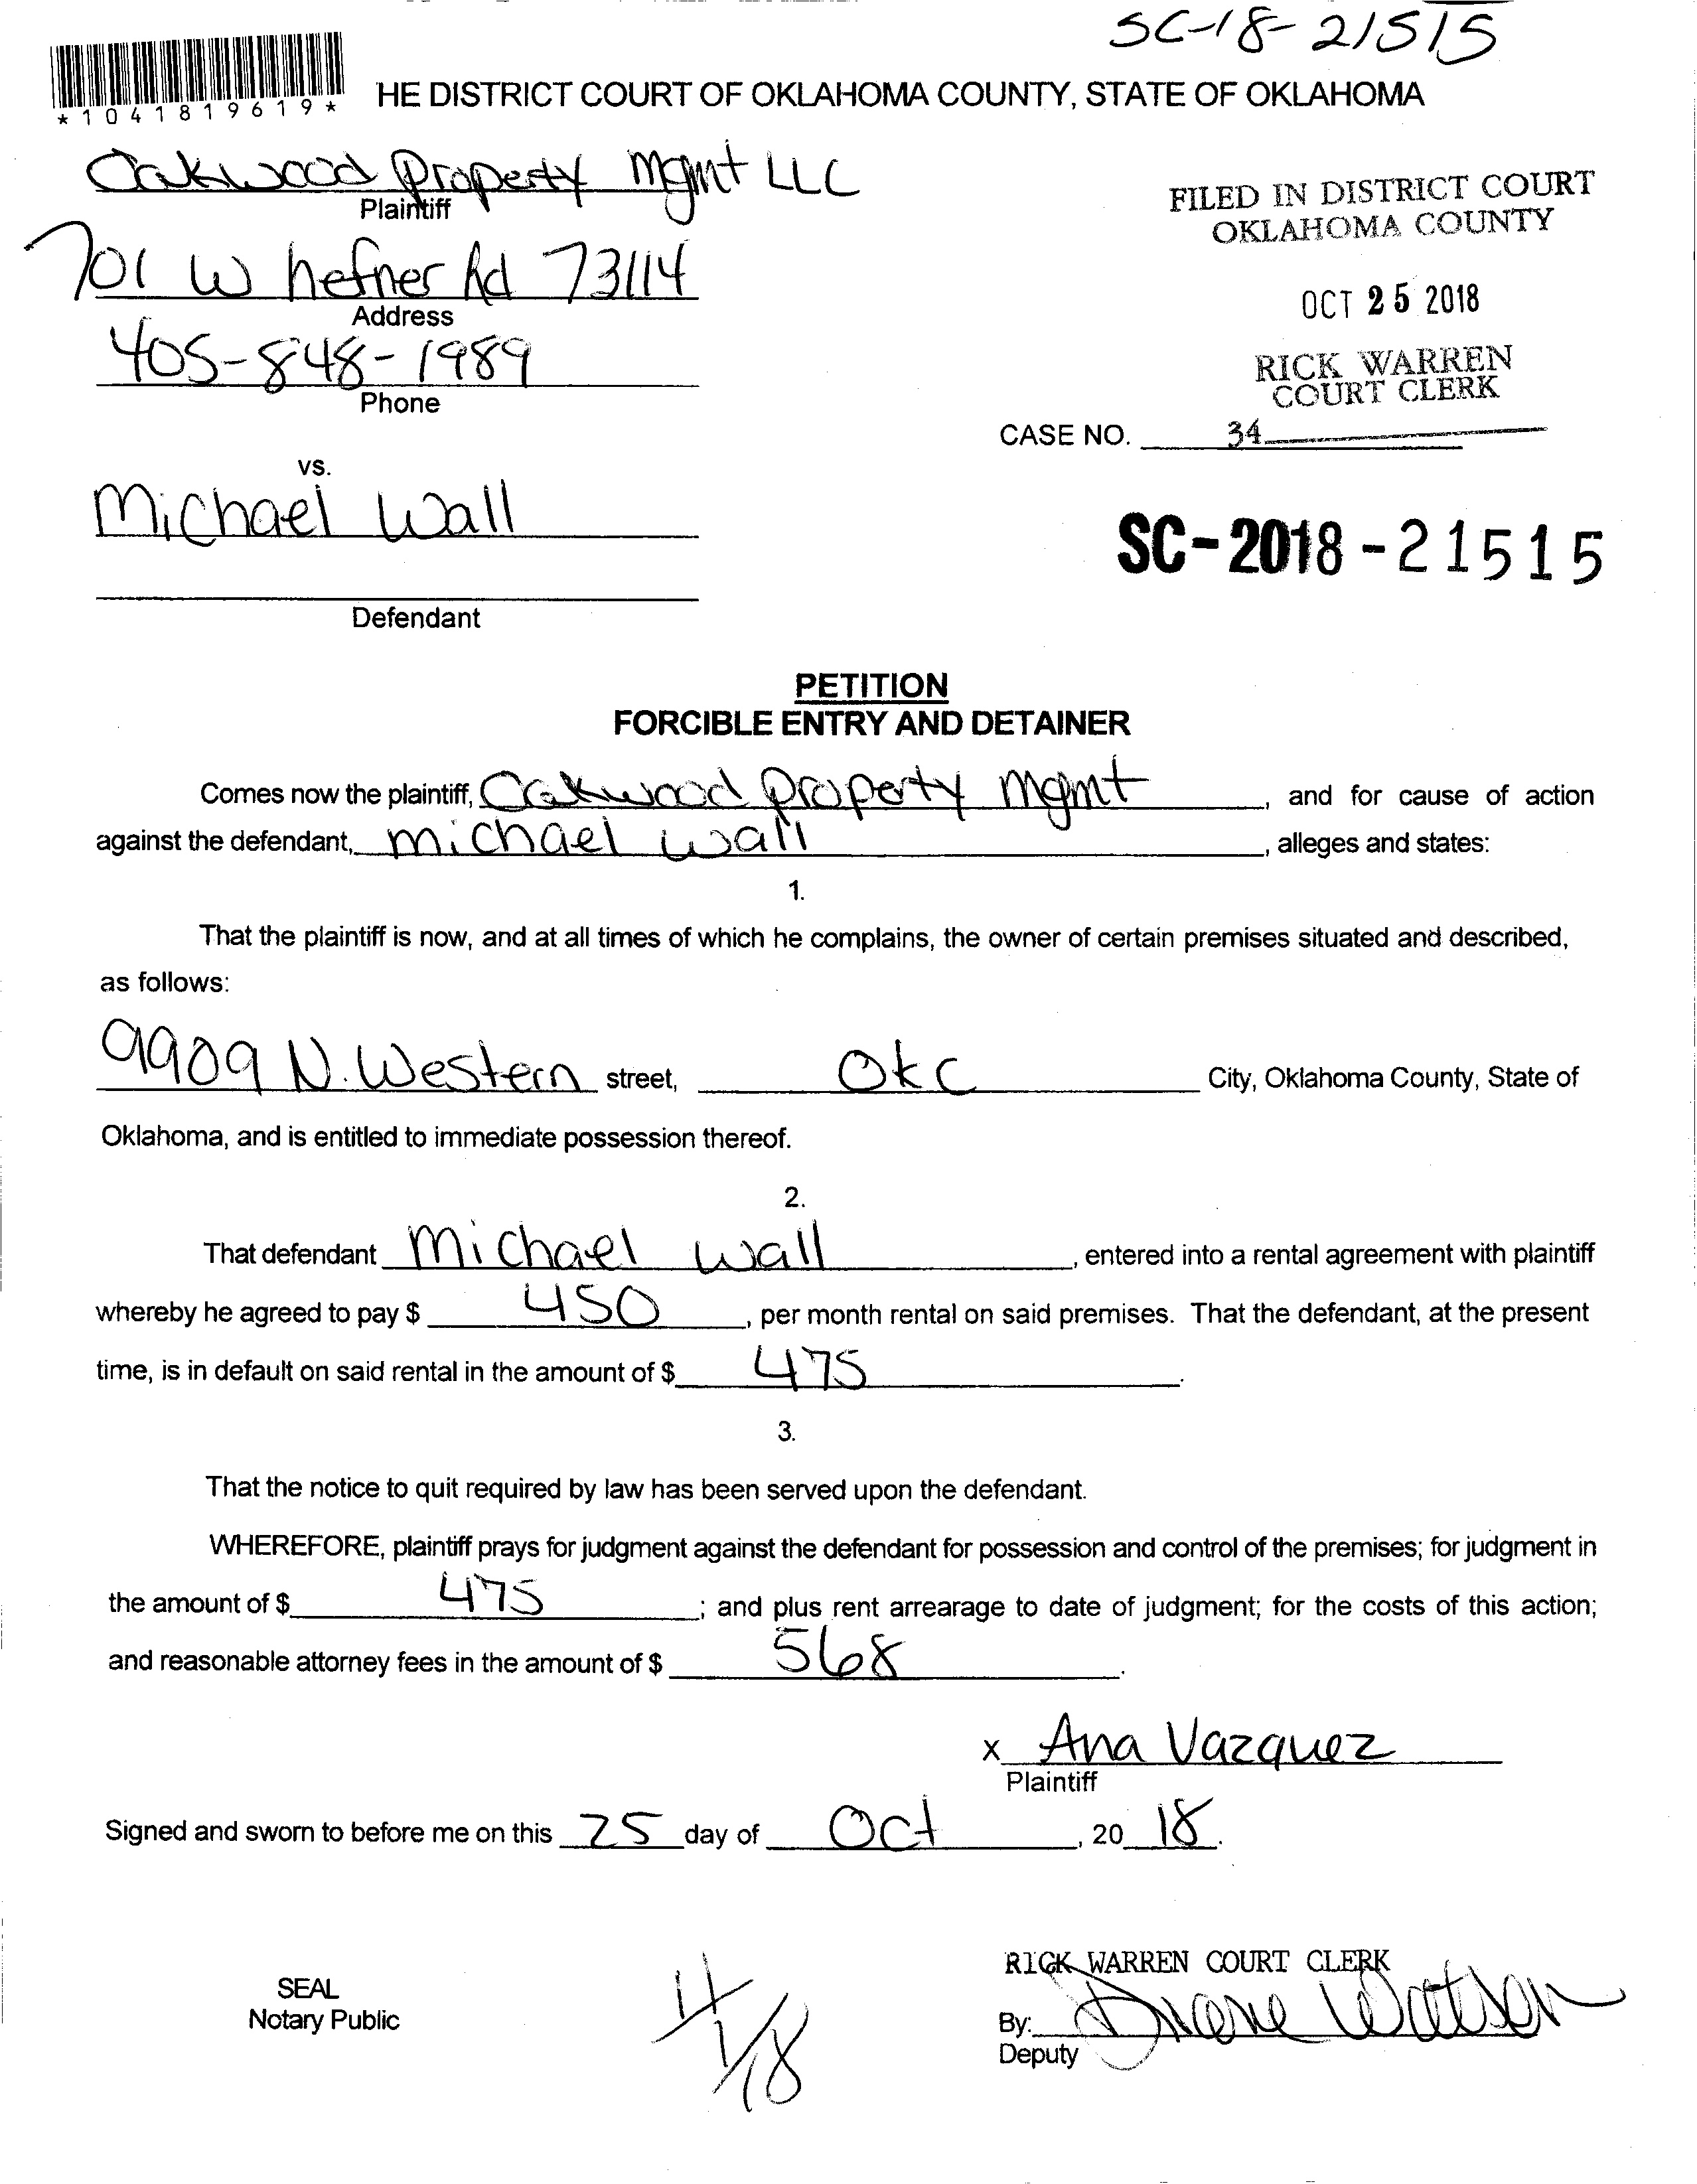 SC-18-21515
*1041819619*
HE DISTRICT COURT OF OKLAHOMA COUNTY, STATE OF OKLAHOMA
Oakwood Property Mgmt LLC
Plaintiff
701 W hefner Rd 73114
Address
405-848-1989
Phone
FILED IN DISTRICT COURT
OKLAHOMA COUNTY
OCT 25 2018
RICK WARREN
COURT CLERK
CASE NO. 34
vs.
Michael Wall
SC-2018-21515
Defendant
PETITION
FORCIBLE ENTRY AND DETAINER
Comes now the plaintiff, Oakwood Property Mgmt, and for cause of action
against the defendant, Michael Wall, alleges and states:
1.
That the plaintiff is now, and at all times of which he complains, the owner of certain premises situated and described,
as follows:
9909 N. Western street, OKC City, Oklahoma County, State of
Oklahoma, and is entitled to immediate possession thereof.
2.
That defendant Michael Wall, entered into a rental agreement with plaintiff
whereby he agreed to pay $ 450, per month rental on said premises. That the defendant, at the present
time, is in default on said rental in the amount of $ 475.
3.
That the notice to quit required by law has been served upon the defendant.
WHEREFORE, plaintiff prays for judgment against the defendant for possession and control of the premises; for judgment in
the amount of $ 475; and plus rent arrearage to date of judgment; for the costs of this action;
and reasonable attorney fees in the amount of $ 568.
x Ana Vazquez
Plaintiff
Signed and sworn to before me on this 25 day of Oct, 20 18.
RICK WARREN COURT CLERK
SEAL
Notary Public
By: Diane Watson
Deputy
11/1/18